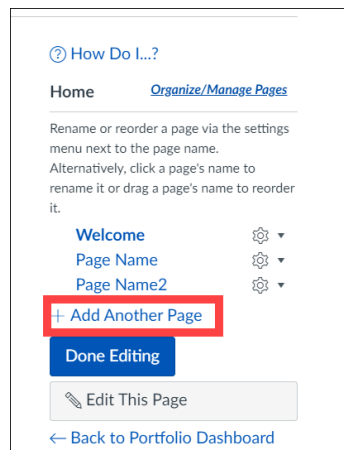 How Do I...?
Home Organize/Manage Pages
Rename or reorder a page via the settings
menu next to the page name.
Alternatively, click a page's name to
rename it or drag a page's name to reorder
it.
Welcome
Page Name
Page Name2
+ Add Another Page
Done Editing
Edit This Page
← Back to Portfolio Dashboard